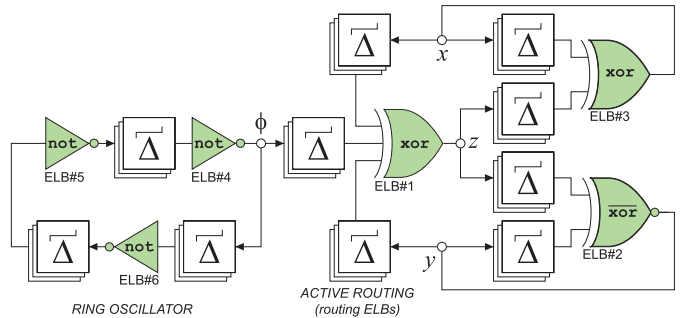 Δ
Δ
x
xor
ELB#3
Δ
ϕ
not
Δ
not
Δ
xor
z
ELB#5
ELB#4
ELB#1
Δ
xor
ELB#2
Δ
not
Δ
Δ
y
Δ
ELB#6
RING OSCILLATOR
ACTIVE ROUTING
(routing ELBs)